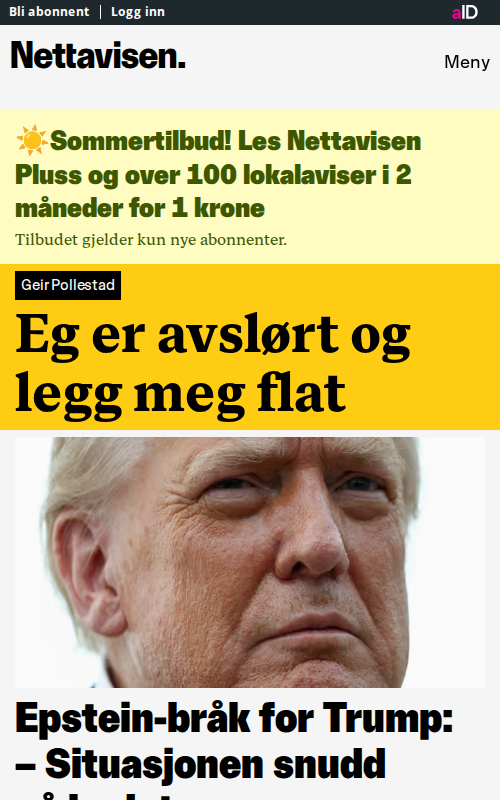 Bli abonnent
Logg inn
aID
Nettavisen.
Meny
☀️Sommertilbud! Les Nettavisen
Pluss og over 100 lokalaviser i 2
måneder for 1 krone
Tilbudet gjelder kun nye abonnenter.
Geir Pollestad
Eg er avslørt og
legg meg flat
Epstein-bråk for Trump:
– Situasjonen snudd